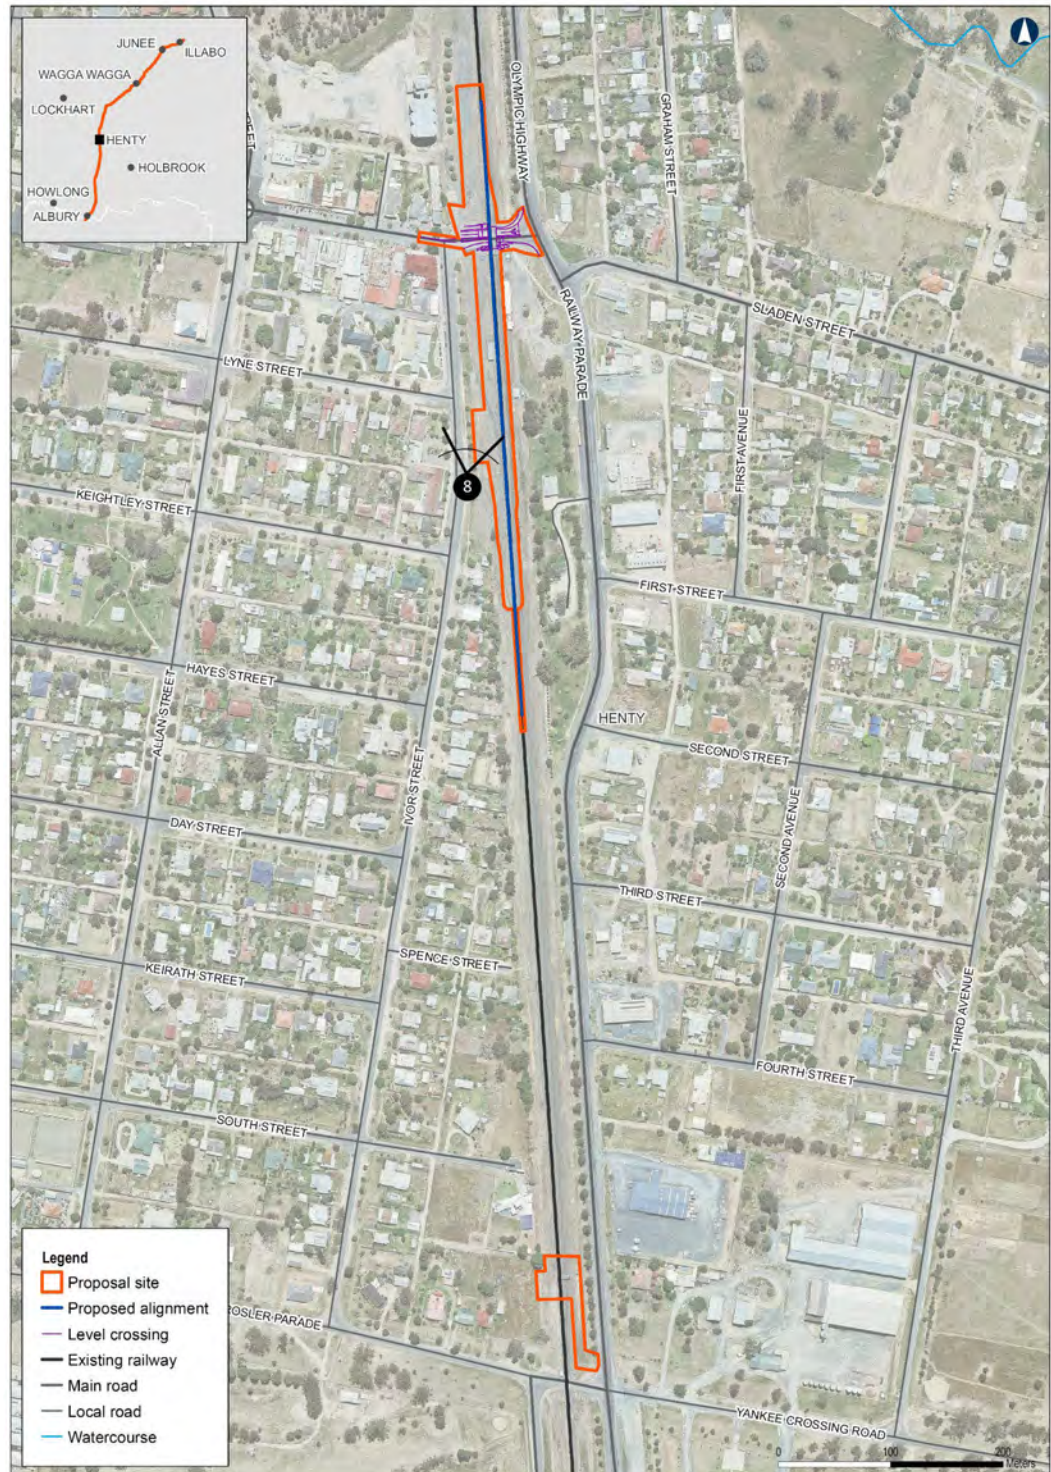 JUNEE
ILLABO
WAGGA WAGGA
LOCKHART
HENTY
HOLBROOK
HOWLONG
ALBURY
OLYMPIC HIGHWAY
GRAHAM STREET
SLADEN STREET
RAILWAY PARADE
LYNE STREET
FIRST AVENUE
8
KEIGHTLEY STREET
FIRST STREET
HAYES STREET
ALLAN STREET
HENTY
SECOND STREET
IVOR STREET
DAY STREET
SECOND AVENUE
THIRD STREET
SPENCE STREET
KEIRATH STREET
THIRD AVENUE
FOURTH STREET
SOUTH STREET
Legend
Proposal site
Proposed alignment
Level crossing
Existing railway
Main road
Local road
Watercourse
OSLER PARADE
YANKEE CROSSING ROAD
0 100 200
Meters